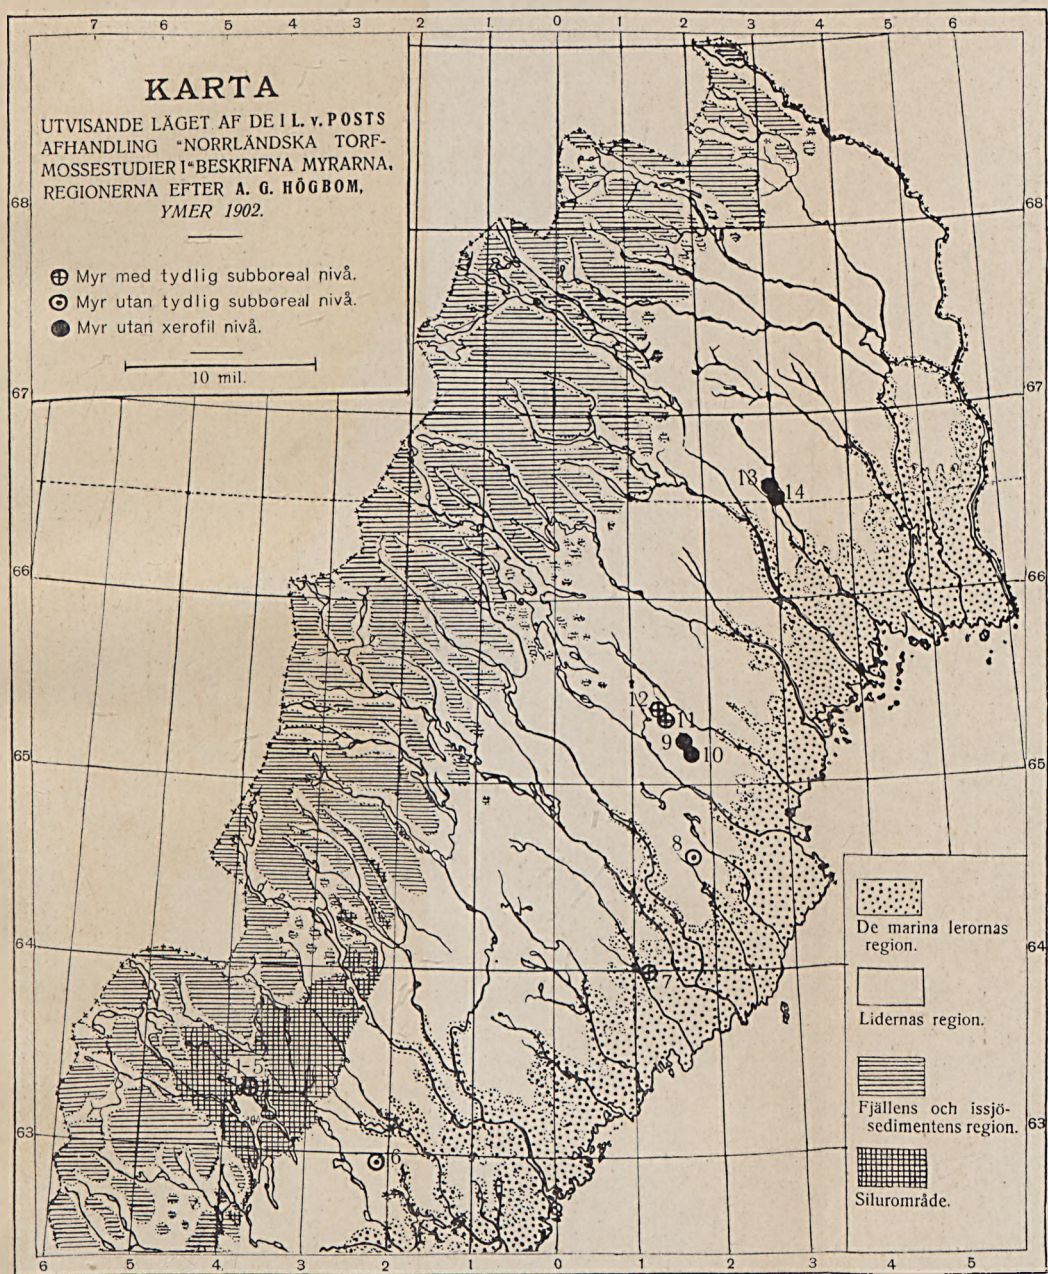 7 6 5 4 3 2 1 0 1 2 3 4 5 6
KARTA
UTVISANDE LÄGET AF DE I L. v. POSTS
AFHANDLING "NORRLÄNDSKA TORF-
MOSSESTUDIER I" BESKRIFNA MYRARNA,
REGIONERNA EFTER A. G. HÖGBOM,
YMER 1902.
Myr med tydlig subboreal nivå.
Myr utan tydlig subboreal nivå.
Myr utan xerofil nivå.
10 mil.
68 68
67 67
13 14
66 66
12 11
9 10
65 65
8
De marina lerornas
region.
64 64
7
Lidernas region.
1-5
Fjällens och issjö-
sedimentens region.
63 63
6
Silurområde.
6 5 4 3 2 1 0 1 2 3 4 5